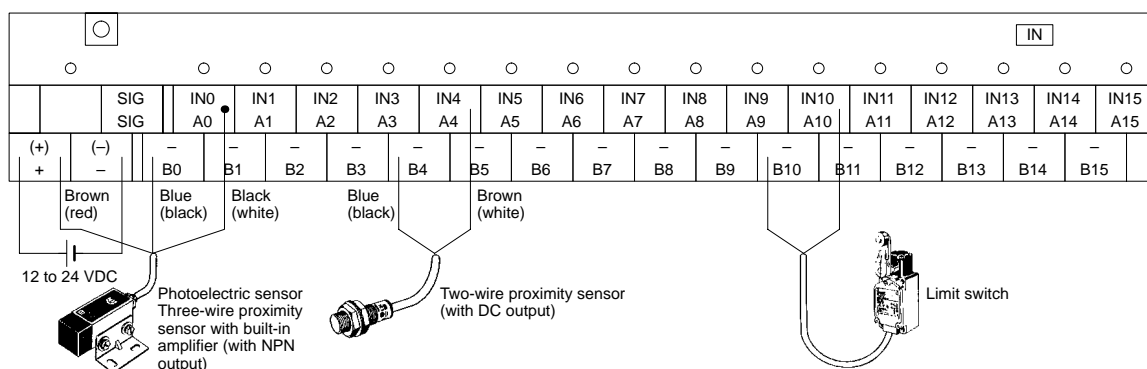 IN
SIG IN0 IN1 IN2 IN3 IN4 IN5 IN6 IN7 IN8 IN9 IN10 IN11 IN12 IN13 IN14 IN15
SIG A0 A1 A2 A3 A4 A5 A6 A7 A8 A9 A10 A11 A12 A13 A14 A15
(+) (–) – – – – – – – – – – – – – – – –
+ – B0 B1 B2 B3 B4 B5 B6 B7 B8 B9 B10 B11 B12 B13 B14 B15
Brown
(red)
Blue
(black)
Black
(white)
Blue
(black)
Brown
(white)
12 to 24 VDC
Photoelectric sensor
Three-wire proximity
sensor with built-in
amplifier (with NPN
output)
Two-wire proximity sensor
(with DC output)
Limit switch